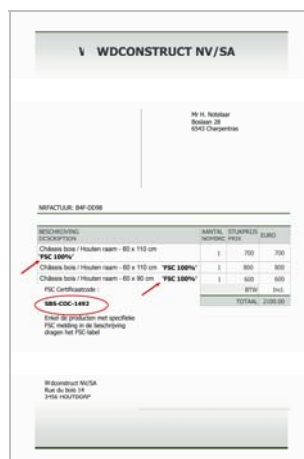 WDCONSTRUCT NV/SA
Mr H. Notelaar
Boslaan 28
6543 Charpentras
NRFACTUUR: B4F-DD98
BESCHRIJVING AANTAL STUKPRIJS EURO
DESCRIPTION NOMBRE PRIX
Châssis bois / Houten raam - 80 x 110 cm 1 700 700
"FSC 100%"
Châssis bois / Houten raam - 60 x 110 cm "FSC 100%" 1 800 800
Châssis bois / Houten raam - 60 x 90 cm "FSC 100%" 1 600 600
FSC Certificaatcode : BTW Incl.
SBS-COC-1492 TOTAAL 2100.00
Enkel de producten met specifieke
FSC melding in de beschrijving
dragen het FSC-label
Wdconstruct NV/SA
Rue du bois 14
3456 HOUTDORP